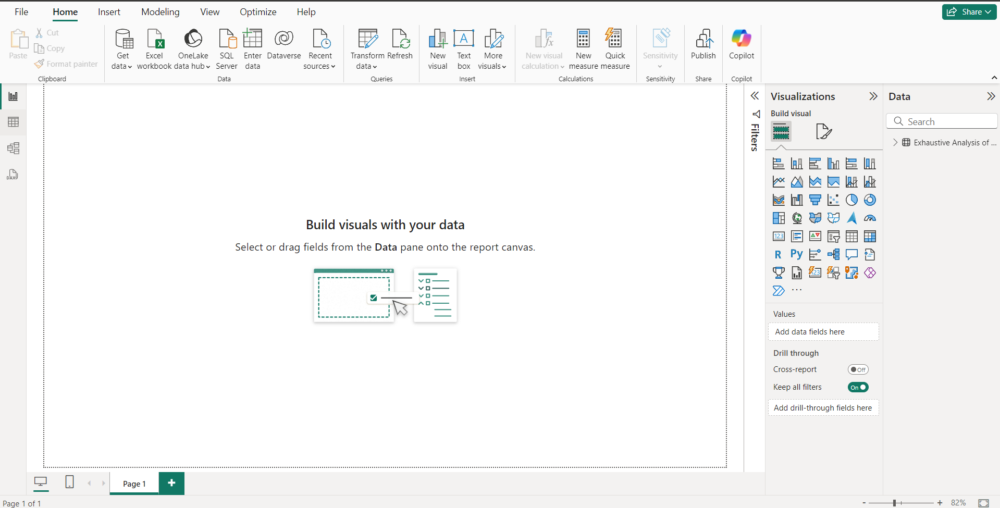 File Home Insert Modeling View Optimize Help
Share
Paste
Cut
Copy
Format painter
Clipboard
Get
data
Excel
workbook
OneLake
data hub
SQL
Server
Enter
data
Dataverse
Recent
sources
Data
Transform
data
Refresh
Queries
New
visual
Text
box
More
visuals
Insert
New visual
calculation
New
measure
Quick
measure
Calculations
Sensitivity
Sensitivity
Publish
Share
Copilot
Copilot
DAX
Build visuals with your data
Select or drag fields from the Data pane onto the report canvas.
Filters
Visualizations
Build visual
123
123
R
Py
123
...
Values
Add data fields here
Drill through
Cross-report
Off
Keep all filters
On
Add drill-through fields here
Data
Search
Exhaustive Analysis of ...
Page 1
+
Page 1 of 1
- + 82%